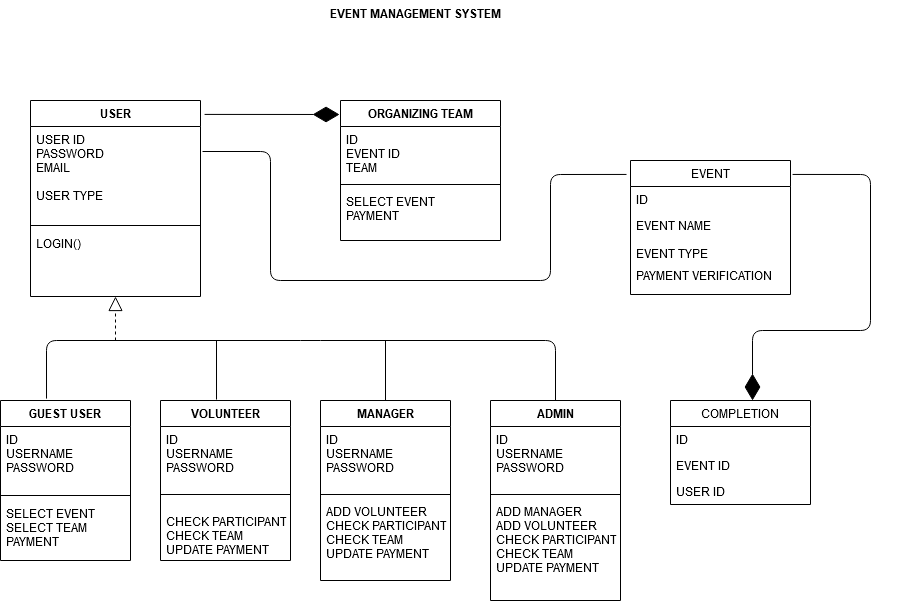 EVENT MANAGEMENT SYSTEM
USER
USER ID
PASSWORD
EMAIL
USER TYPE
LOGIN()
ORGANIZING TEAM
ID
EVENT ID
TEAM
SELECT EVENT
PAYMENT
EVENT
ID
EVENT NAME
EVENT TYPE
PAYMENT VERIFICATION
GUEST USER
ID
USERNAME
PASSWORD
SELECT EVENT
SELECT TEAM
PAYMENT
VOLUNTEER
ID
USERNAME
PASSWORD
CHECK PARTICIPANT
CHECK TEAM
UPDATE PAYMENT
MANAGER
ID
USERNAME
PASSWORD
ADD VOLUNTEER
CHECK PARTICIPANT
CHECK TEAM
UPDATE PAYMENT
ADMIN
ID
USERNAME
PASSWORD
ADD MANAGER
ADD VOLUNTEER
CHECK PARTICIPANT
CHECK TEAM
UPDATE PAYMENT
COMPLETION
ID
EVENT ID
USER ID